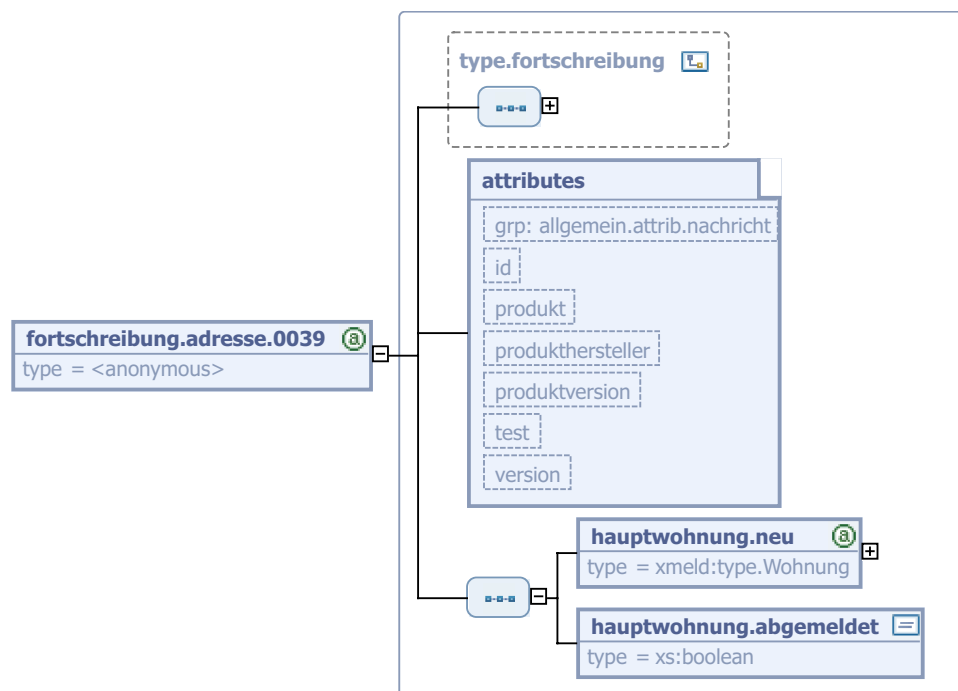 type.fortschreibung
attributes
grp: allgemein.attrib.nachricht
id
produkt
produkthersteller
produktversion
test
version
fortschreibung.adresse.0039 a
type = <anonymous>
hauptwohnung.neu a
type = xmeld:type.Wohnung
hauptwohnung.abgemeldet
type = xs:boolean